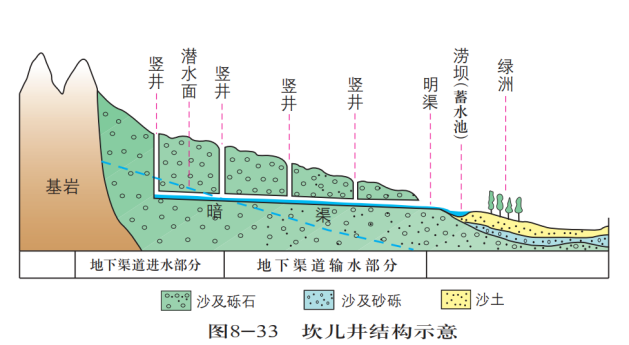 竖井
潜水面
竖井
竖井
竖井
明渠
涝坝(蓄水池)
绿洲
基岩
暗渠
地下渠道进水部分
地下渠道输水部分
沙及砾石
沙及砂砾
沙土
图8-33 坎儿井结构示意